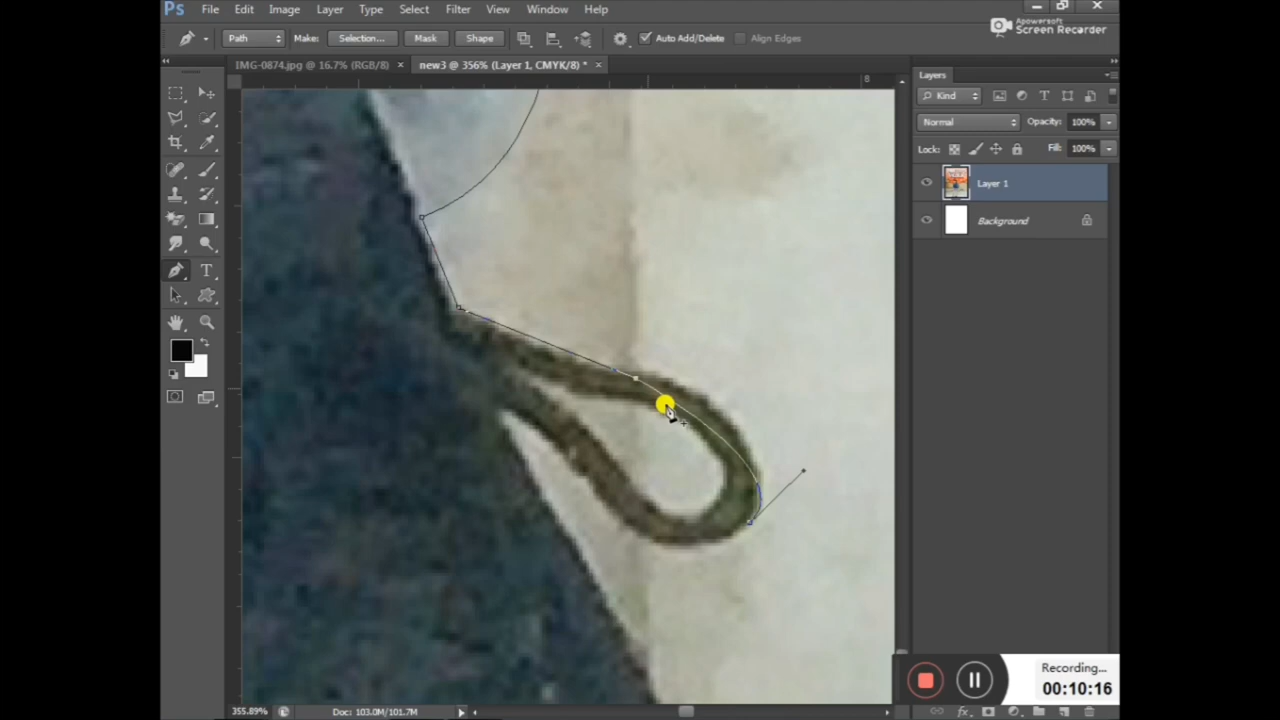 Ps File Edit Image Layer Type Select Filter View Window Help
Apowersoft
Screen Recorder
Path Make: Selection... Mask Shape Auto Add/Delete Align Edges
IMG-0874.jpg @ 16.7% (RGB/8) × new3 @ 356% (Layer 1, CMYK/8) * ×
8
Layers
Kind
Normal Opacity: 100%
Lock: Fill: 100%
Layer 1
Background
Recording...
00:10:16
355.89% Doc: 103.0M/101.7M